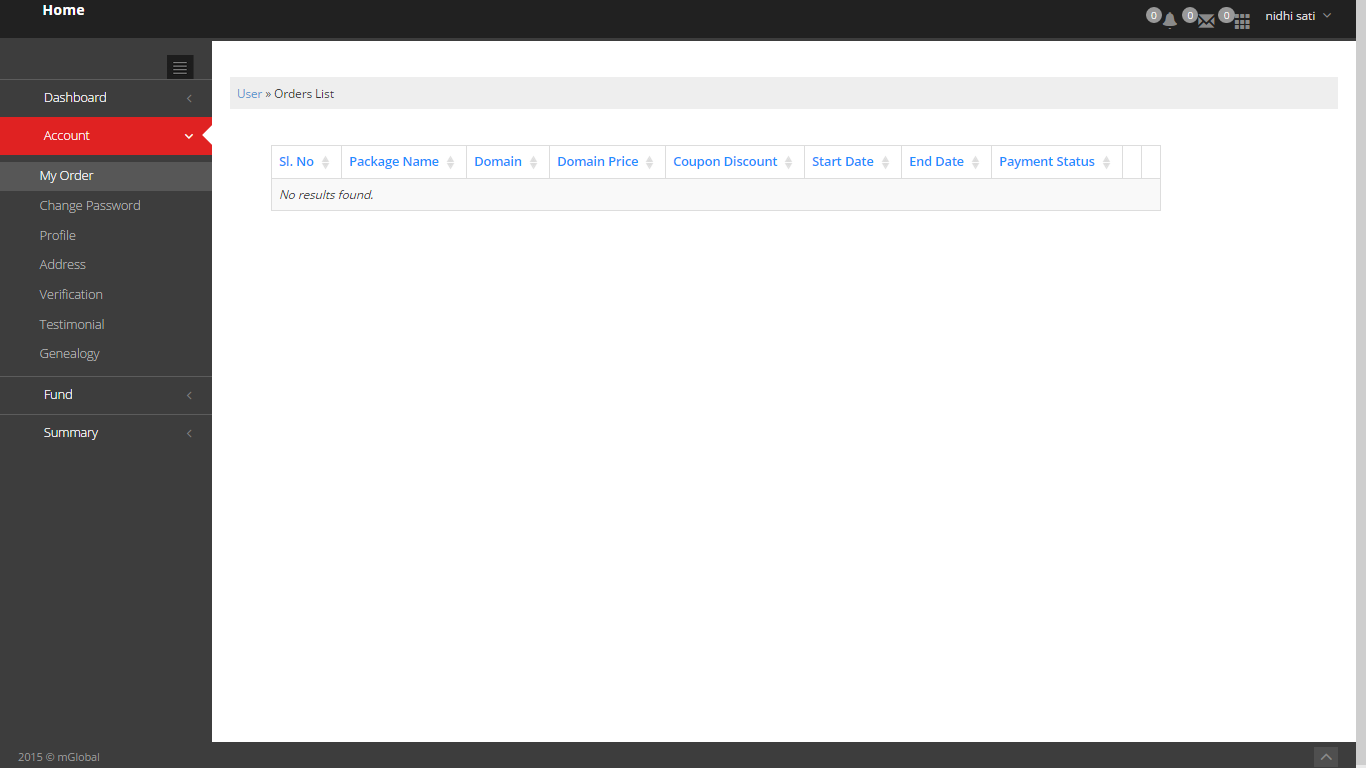 Home
0 0 0 nidhi sati
Dashboard
Account
My Order
Change Password
Profile
Address
Verification
Testimonial
Genealogy
Fund
Summary
User » Orders List
Sl. No Package Name Domain Domain Price Coupon Discount Start Date End Date Payment Status
No results found.
2015 © mGlobal